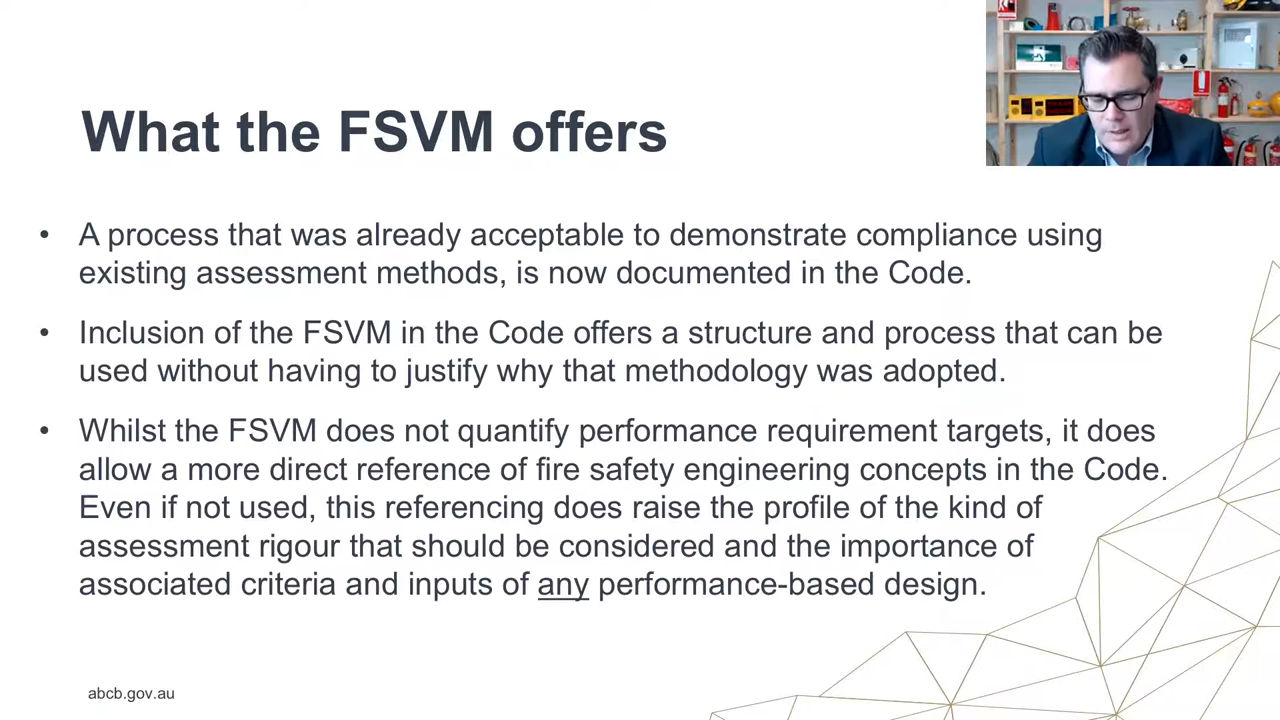 What the FSVM offers
• A process that was already acceptable to demonstrate compliance using
existing assessment methods, is now documented in the Code.
• Inclusion of the FSVM in the Code offers a structure and process that can be
used without having to justify why that methodology was adopted.
• Whilst the FSVM does not quantify performance requirement targets, it does
allow a more direct reference of fire safety engineering concepts in the Code.
Even if not used, this referencing does raise the profile of the kind of
assessment rigour that should be considered and the importance of
associated criteria and inputs of any performance-based design.
abcb.gov.au